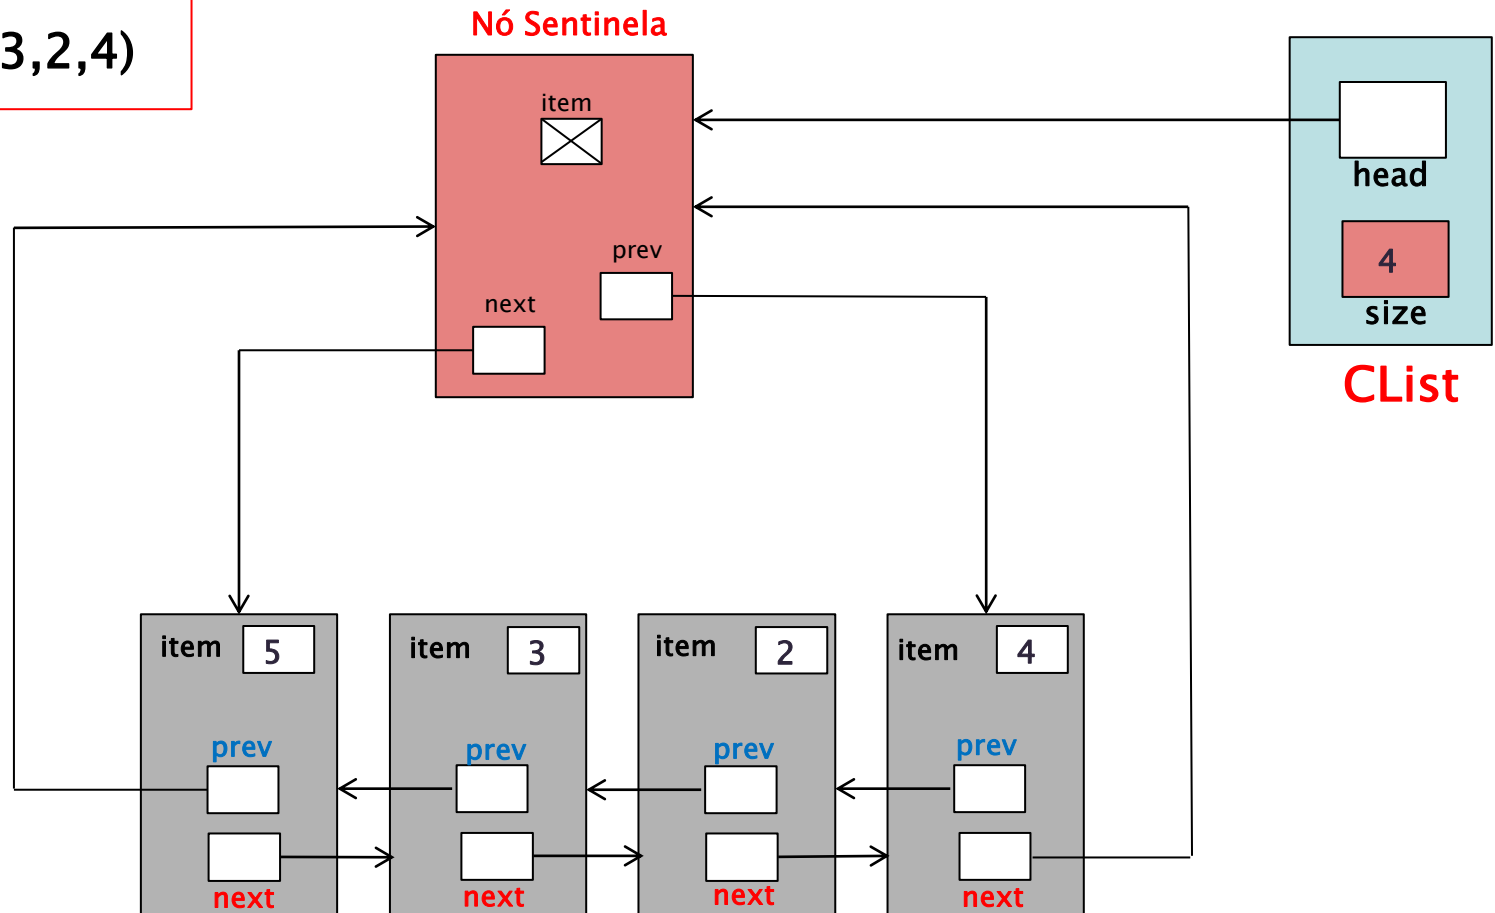 3,2,4)
Nó Sentinela
item
head
prev
4
next
size
CList
item 5
item 3
item 2
item 4
prev
prev
prev
prev
next
next
next
next